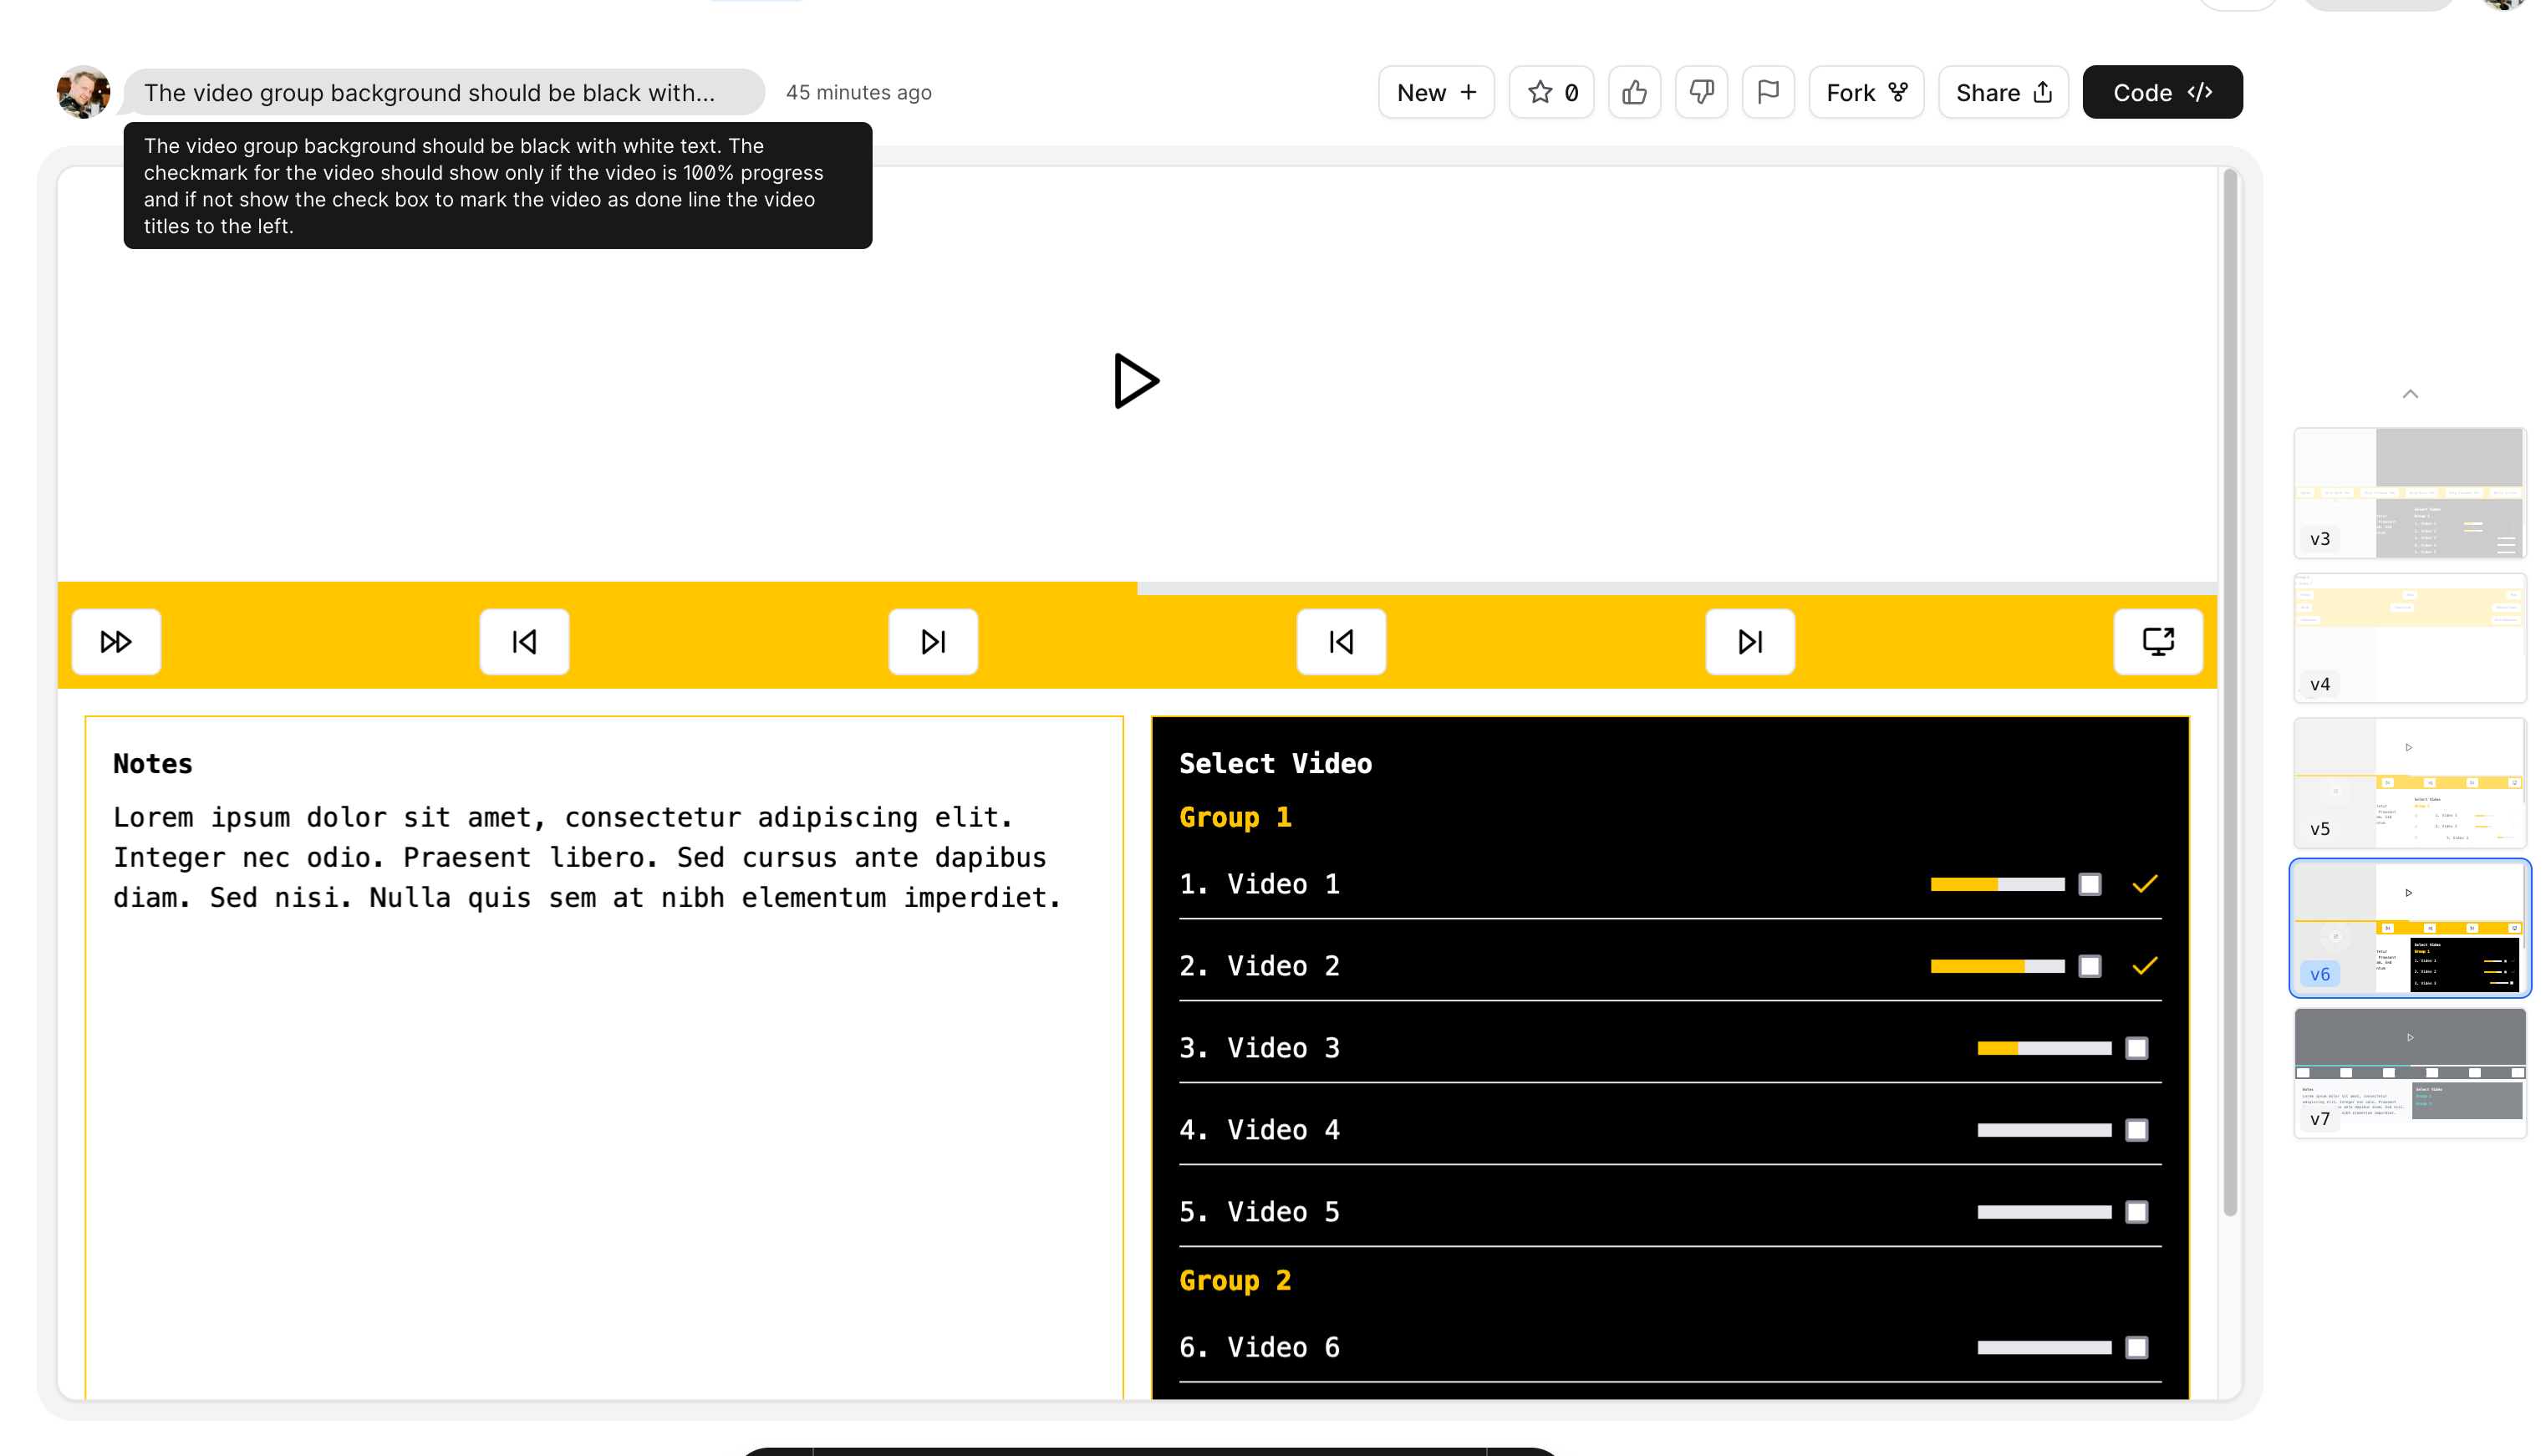 The video group background should be black with...
45 minutes ago
New
0
Fork
Share
Code
The video group background should be black with white text. The
checkmark for the video should show only if the video is 100% progress
and if not show the check box to mark the video as done line the video
titles to the left.
Notes
Lorem ipsum dolor sit amet, consectetur adipiscing elit.
Integer nec odio. Praesent libero. Sed cursus ante dapibus
diam. Sed nisi. Nulla quis sem at nibh elementum imperdiet.
Select Video
Group 1
1. Video 1
2. Video 2
3. Video 3
4. Video 4
5. Video 5
Group 2
6. Video 6
v3
v4
v5
v6
v7